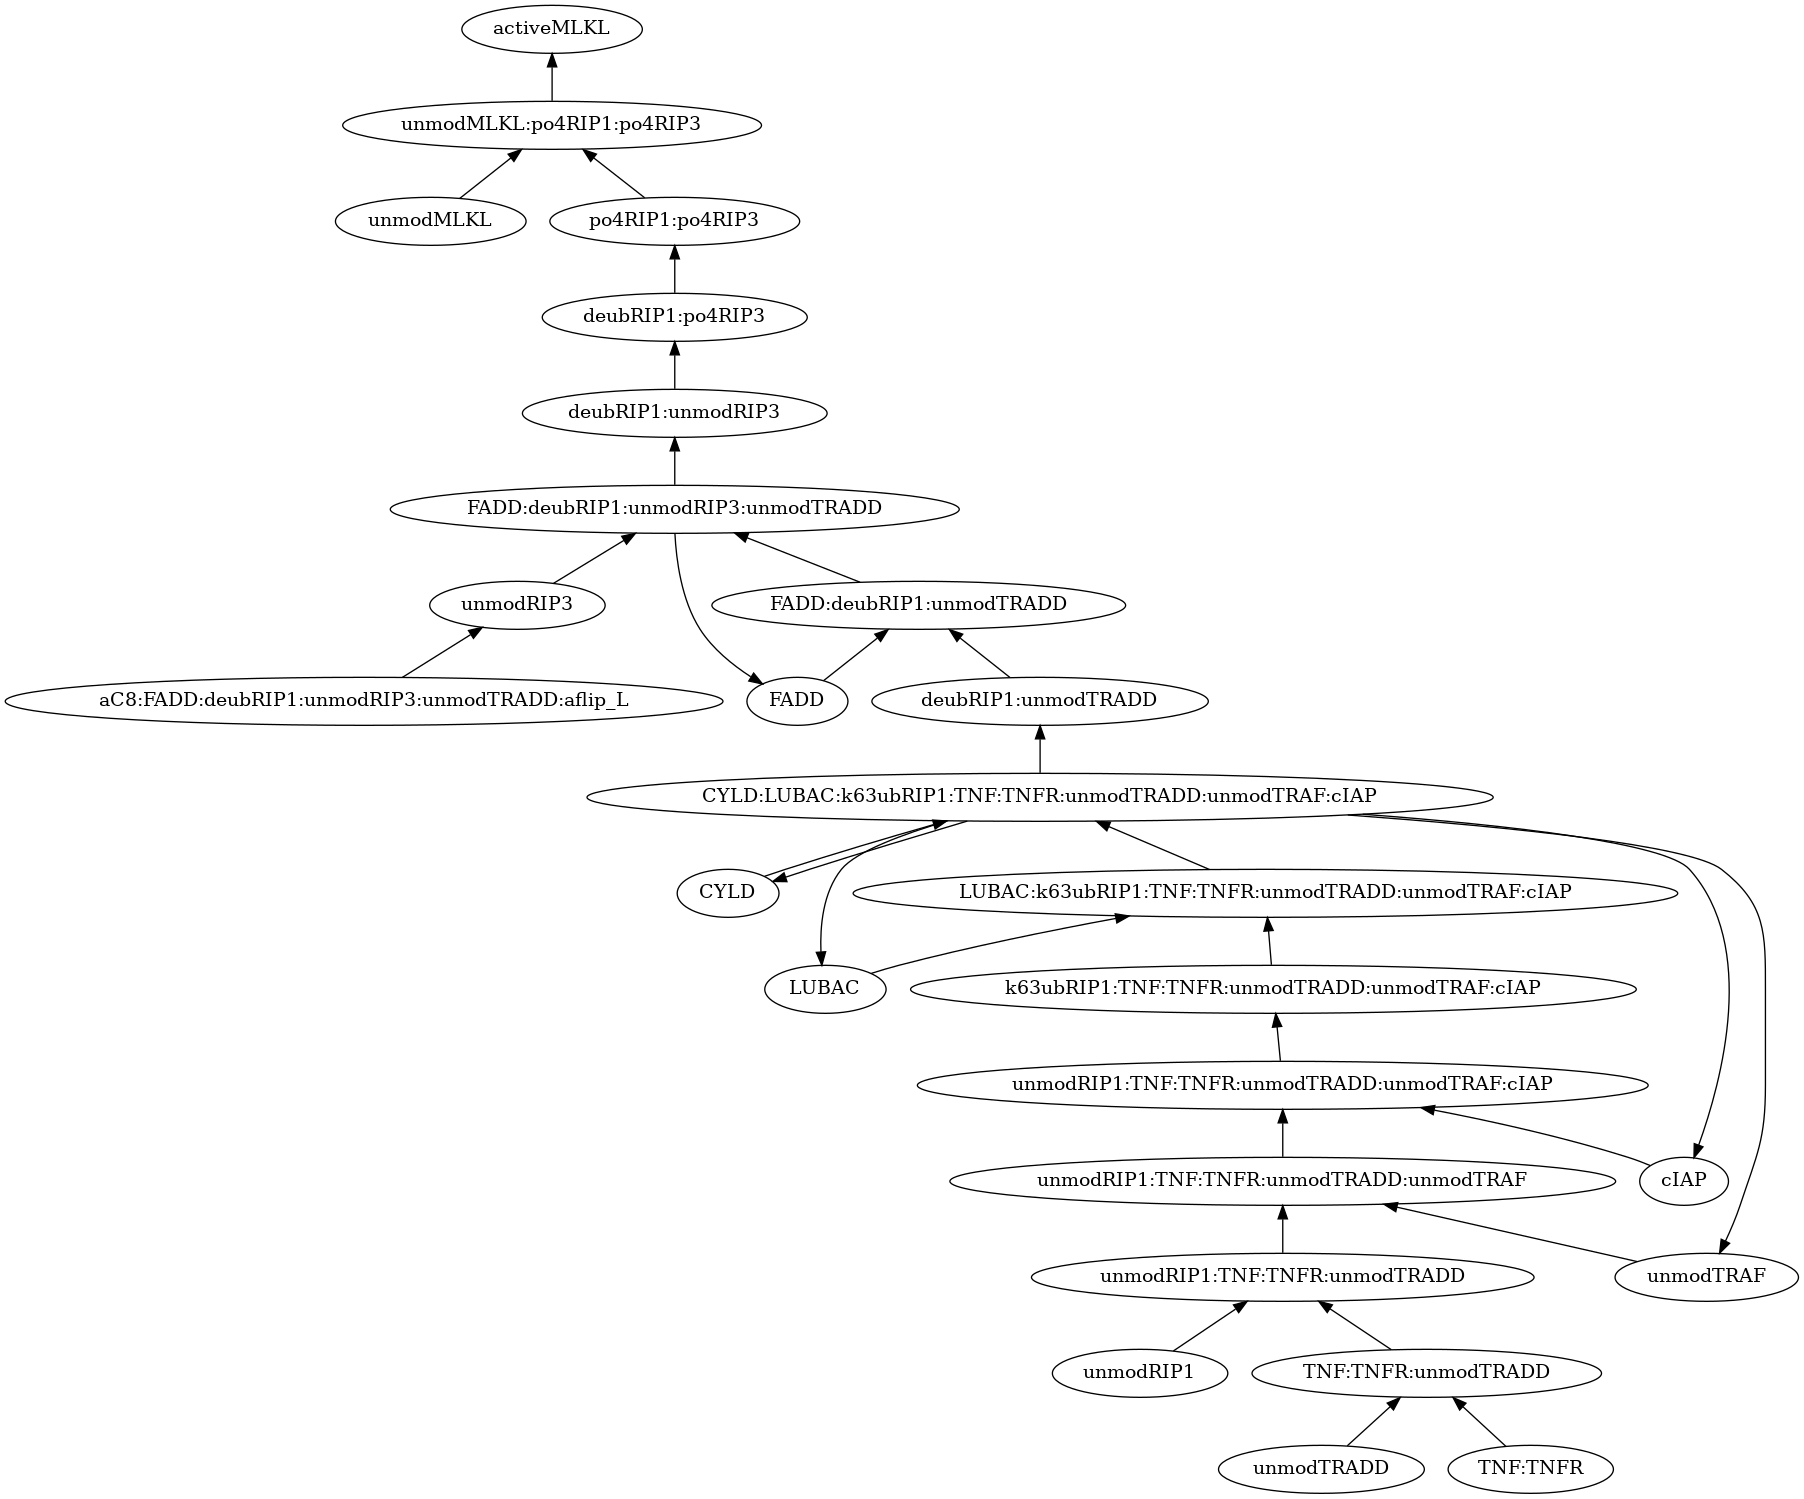 activeMLKL
unmodMLKL:po4RIP1:po4RIP3
unmodMLKL
po4RIP1:po4RIP3
deubRIP1:po4RIP3
deubRIP1:unmodRIP3
FADD:deubRIP1:unmodRIP3:unmodTRADD
unmodRIP3
FADD:deubRIP1:unmodTRADD
aC8:FADD:deubRIP1:unmodRIP3:unmodTRADD:aflip_L
FADD
deubRIP1:unmodTRADD
CYLD:LUBAC:k63ubRIP1:TNF:TNFR:unmodTRADD:unmodTRAF:cIAP
CYLD
LUBAC:k63ubRIP1:TNF:TNFR:unmodTRADD:unmodTRAF:cIAP
LUBAC
k63ubRIP1:TNF:TNFR:unmodTRADD:unmodTRAF:cIAP
unmodRIP1:TNF:TNFR:unmodTRADD:unmodTRAF:cIAP
unmodRIP1:TNF:TNFR:unmodTRADD:unmodTRAF
cIAP
unmodRIP1:TNF:TNFR:unmodTRADD
unmodTRAF
unmodRIP1
TNF:TNFR:unmodTRADD
unmodTRADD
TNF:TNFR